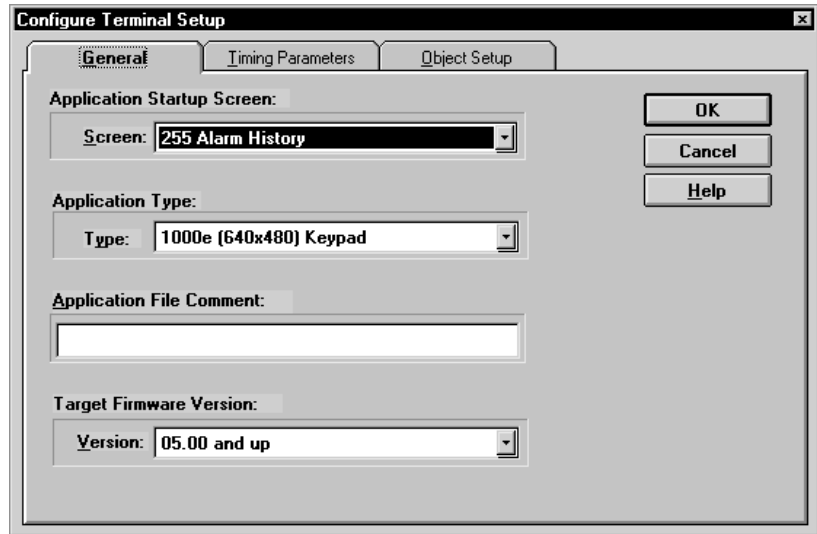 Configure Terminal Setup
General
Timing Parameters
Object Setup
Application Startup Screen:
Screen: 255 Alarm History
Application Type:
Type: 1000e (640x480) Keypad
Application File Comment:
Target Firmware Version:
Version: 05.00 and up
OK
Cancel
Help